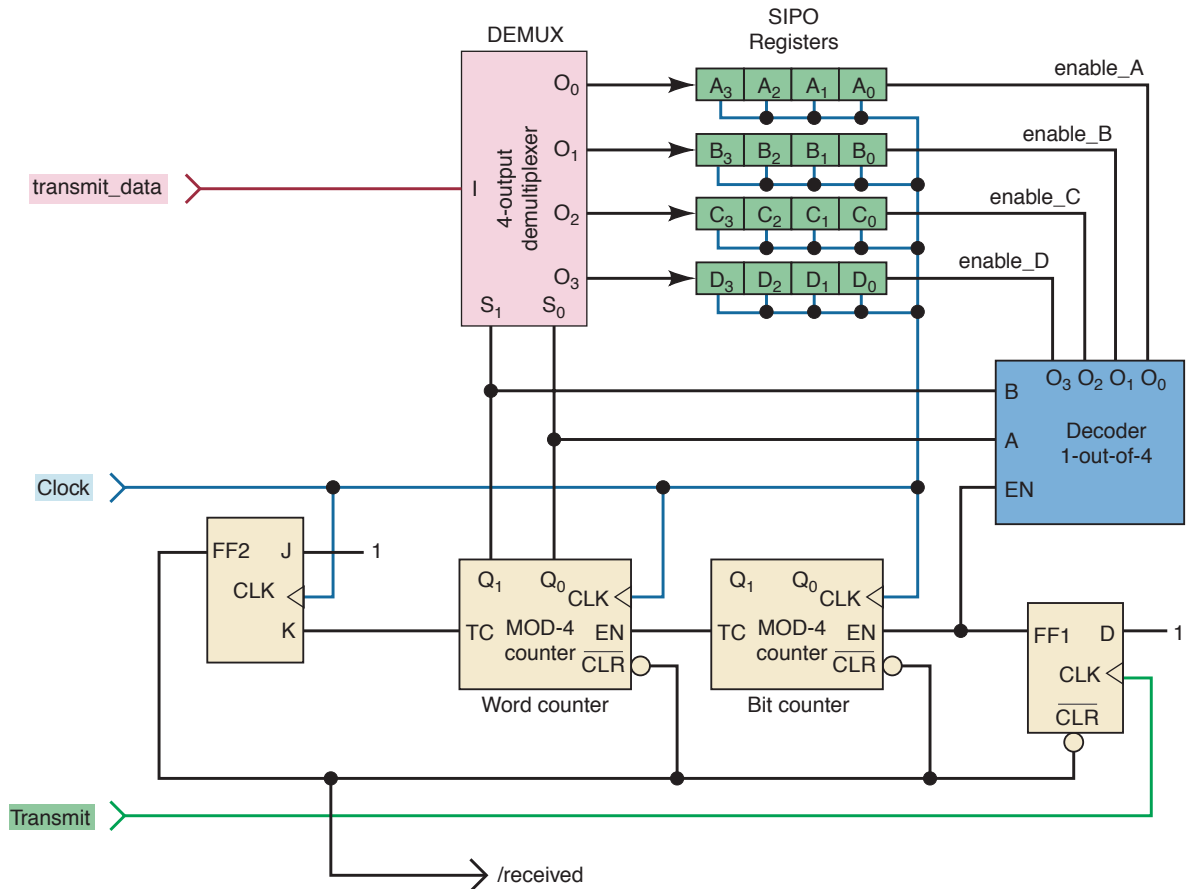 DEMUX
SIPO
Registers
O₀
A₃ A₂ A₁ A₀
enable_A
O₁
B₃ B₂ B₁ B₀
enable_B
transmit_data
I
4-output
demultiplexer
O₂
C₃ C₂ C₁ C₀
enable_C
O₃
D₃ D₂ D₁ D₀
enable_D
S₁ S₀
O₃ O₂ O₁ O₀
B
A
Decoder
1-out-of-4
EN
Clock
FF2 J 1
CLK
K
Q₁ Q₀
CLK
TC MOD-4 EN
counter C̅L̅R̅
Word counter
Q₁ Q₀
CLK
TC MOD-4 EN
counter C̅L̅R̅
Bit counter
FF1 D 1
CLK
C̅L̅R̅
Transmit
/received